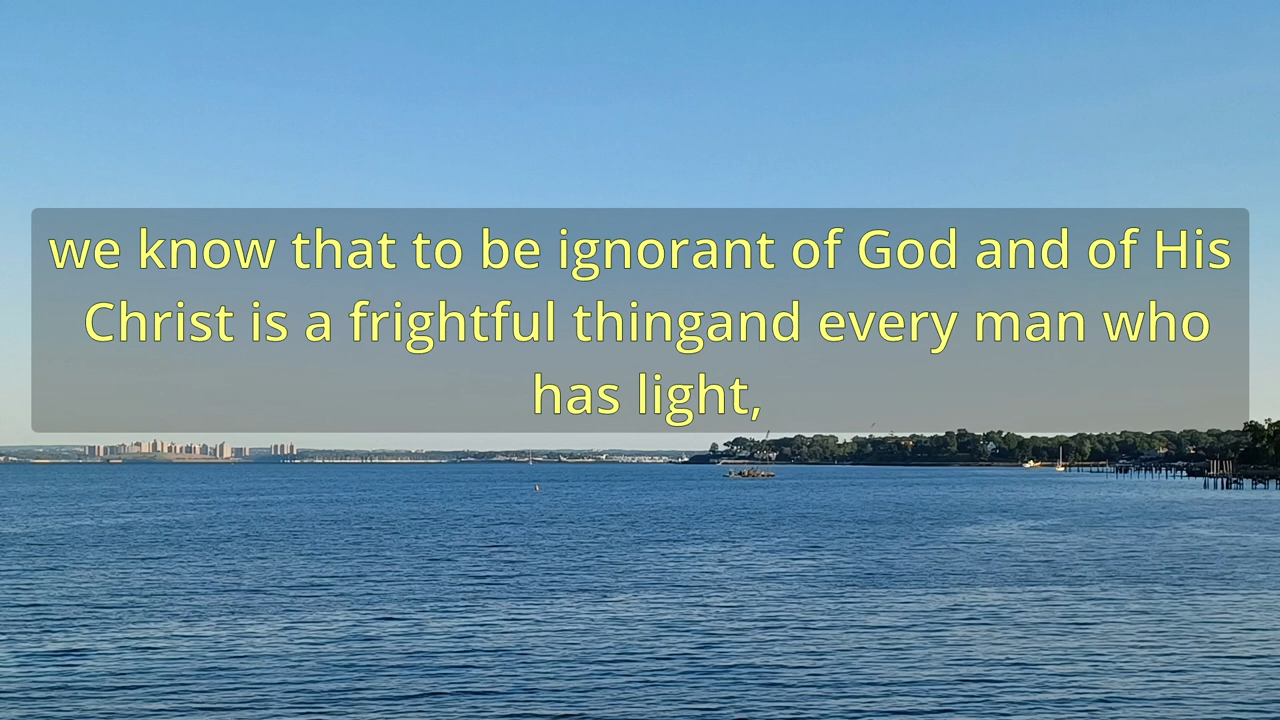 we know that to be ignorant of God and of His
Christ is a frightful thingand every man who
has light,